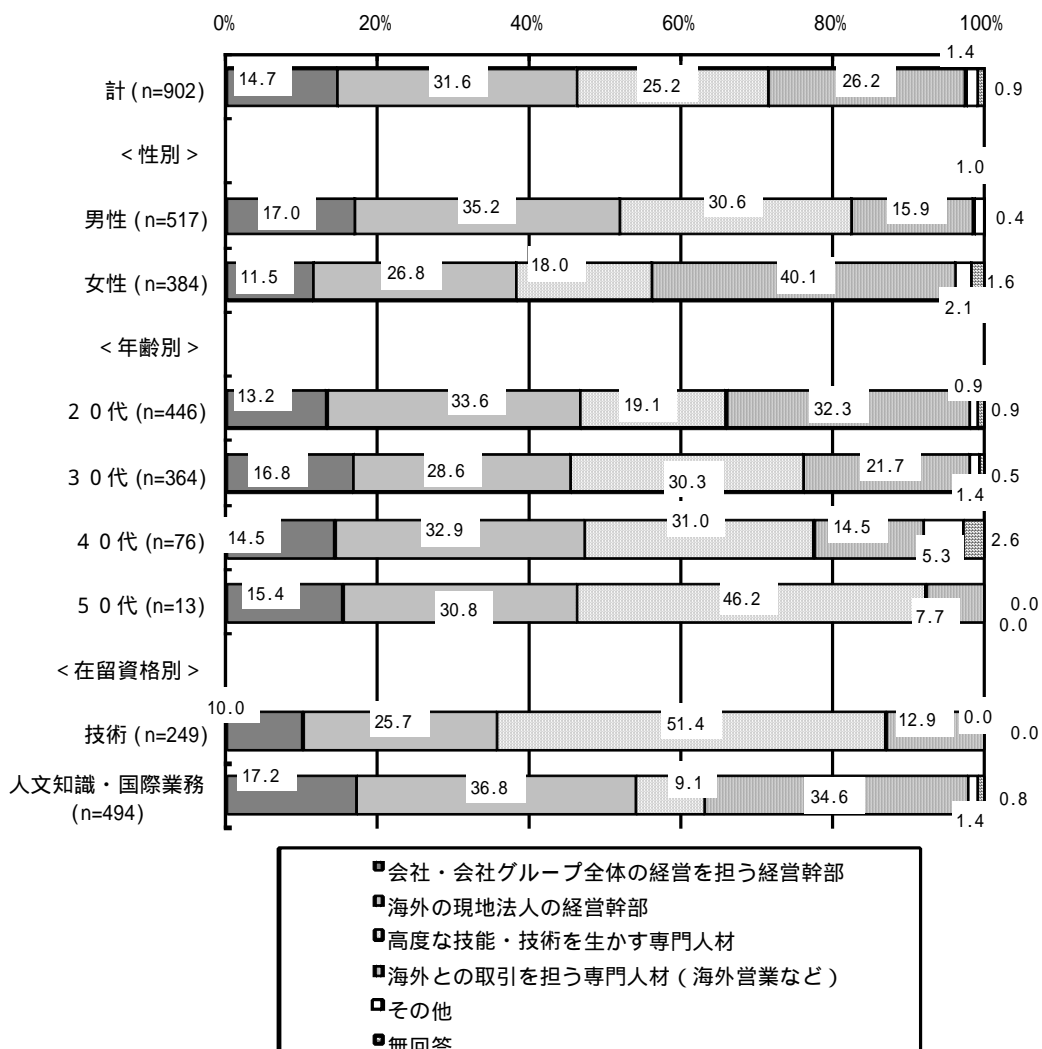 0% 20% 40% 60% 80% 100%
1.4
計(n=902) 14.7 31.6 25.2 26.2 0.9
<性別>
1.0
男性(n=517) 17.0 35.2 30.6 15.9 0.4
女性(n=384) 11.5 26.8 18.0 40.1 1.6
2.1
<年齢別>
0.9
20代(n=446) 13.2 33.6 19.1 32.3 0.9
30代(n=364) 16.8 28.6 30.3 21.7 0.5
1.4
40代(n=76) 14.5 32.9 31.0 14.5 5.3 2.6
50代(n=13) 15.4 30.8 46.2 7.7 0.0
0.0
<在留資格別>
技術(n=249) 10.0 25.7 51.4 12.9 0.0 0.0
人文知識・国際業務 17.2 36.8 9.1 34.6 0.8
(n=494) 1.4
会社・会社グループ全体の経営を担う経営幹部
海外の現地法人の経営幹部
高度な技能・技術を生かす専門人材
海外との取引を担う専門人材(海外営業など)
その他
無回答